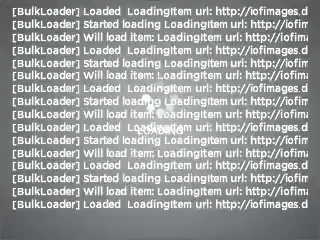 [BulkLoader] Loaded LoadingItem url: http://iofimages.d
[BulkLoader] Started loading LoadingItem url: http://iofim
[BulkLoader] Will load item: LoadingItem url: http://iofima
[BulkLoader] Loaded LoadingItem url: http://iofimages.d
[BulkLoader] Started loading LoadingItem url: http://iofim
[BulkLoader] Will load item: LoadingItem url: http://iofima
[BulkLoader] Loaded LoadingItem url: http://iofimages.d
[BulkLoader] Started loading LoadingItem url: http://iofim
[BulkLoader] Will load item: LoadingItem url: http://iofima
[BulkLoader] Loaded LoadingItem url: http://iofimages.d
LOADING
[BulkLoader] Started loading LoadingItem url: http://iofim
[BulkLoader] Will load item: LoadingItem url: http://iofima
[BulkLoader] Loaded LoadingItem url: http://iofimages.d
[BulkLoader] Started loading LoadingItem url: http://iofim
[BulkLoader] Will load item: LoadingItem url: http://iofima
[BulkLoader] Loaded LoadingItem url: http://iofimages.d